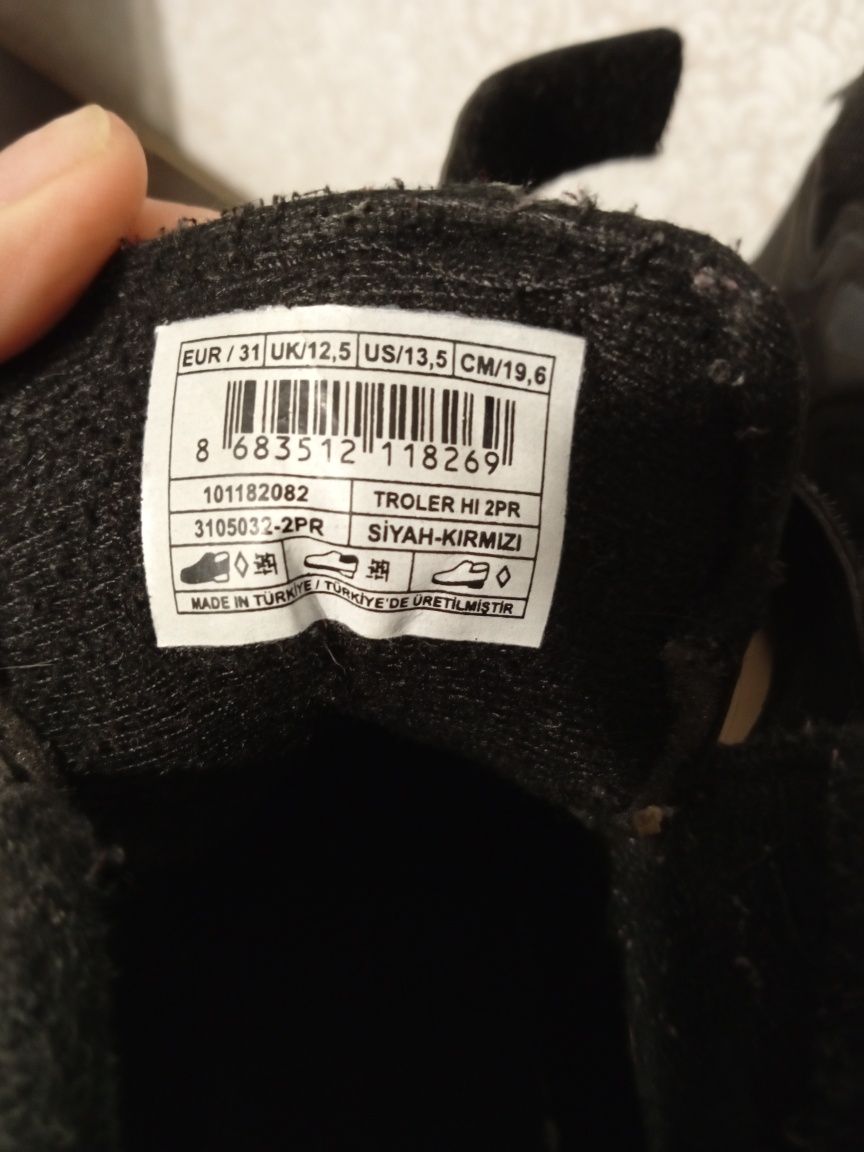 EUR / 31 UK/12,5 US/13,5 CM/19,6
8 683512 118269
101182082 TROLER HI 2PR
3105032-2PR SİYAH-KIRMIZI
MADE IN TÜRKİYE / TÜRKİYE'DE ÜRETİLMİŞTİR